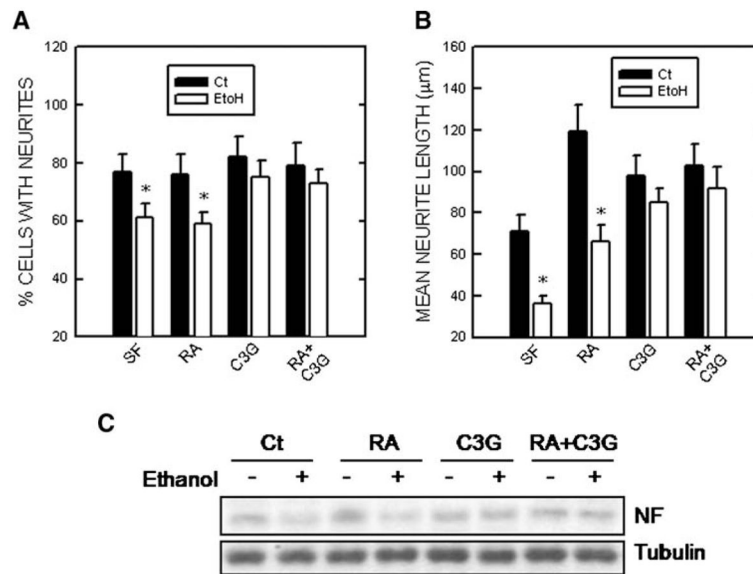 A
% CELLS WITH NEURITES
120
100
80
60
40
20
Ct
EtoH
*
*
SF
RA
C3G
RA+
C3G
B
MEAN NEURITE LENGTH (μm)
160
140
120
100
80
60
40
20
Ct
EtoH
*
*
SF
RA
C3G
RA+
C3G
C
Ct RA C3G RA+C3G
Ethanol - + - + - + - +
NF
Tubulin